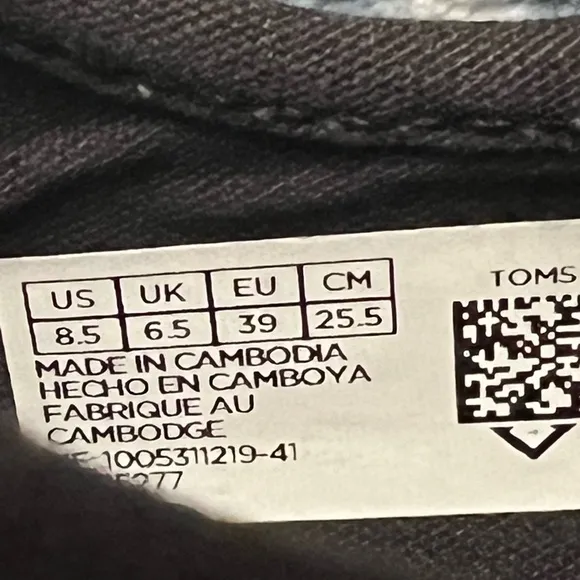 US UK EU CM
8.5 6.5 39 25.5
TOMS
MADE IN CAMBODIA
HECHO EN CAMBOYA
FABRIQUE AU
CAMBODGE
1005311219-41